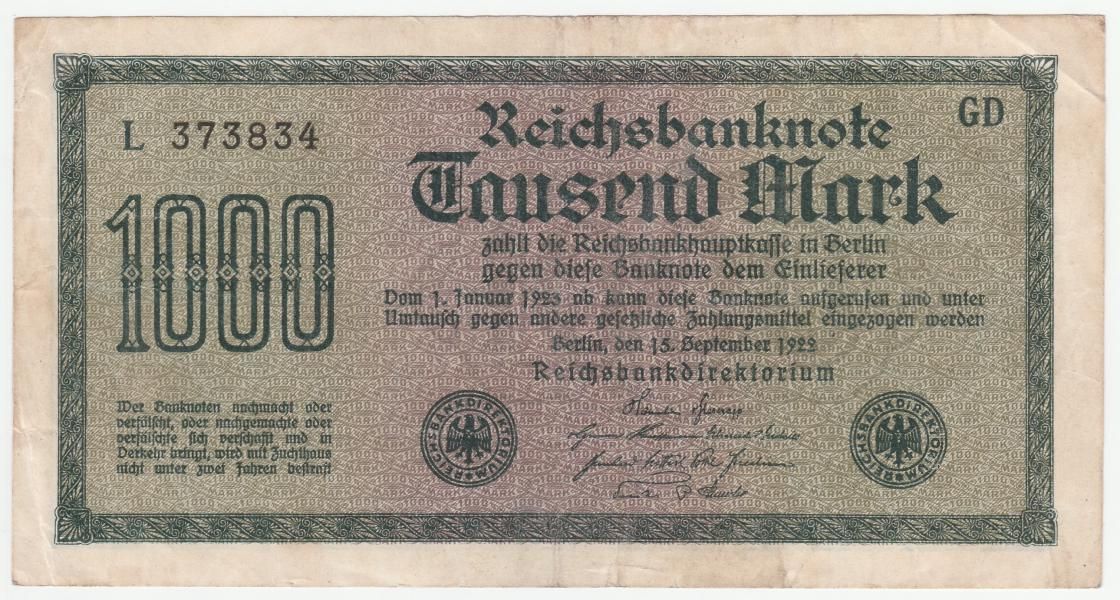 Reichsbanknote
GD
L 373834
Tausend Mark
1000
zahlt die Reichsbankhauptkasse in Berlin
gegen diese Banknote dem Einlieferer
Vom 1. Januar 1923 ab kann diese Banknote aufgerufen und unter
Umtausch gegen andere gesetzliche Zahlungsmittel eingezogen werden
Berlin, den 15. September 1922
Reichsbankdirektorium
Wer Banknoten nachmacht oder
verfälscht, oder nachgemachte oder
verfälschte sich verschafft und in
Verkehr bringt, wird mit Zuchthaus
nicht unter zwei Jahren bestraft
REICHSBANKDIREKTORIUM
REICHSBANKDIREKTORIUM